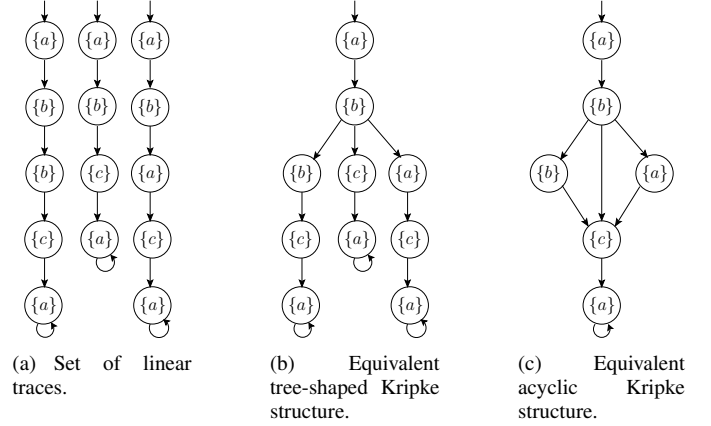 {a} {a} {a} {a} {a}
{b} {b} {b} {b} {b}
{b} {c} {a} {b} {c} {a} {b} {a}
{c} {a} {c} {c} {a} {c} {c}
{a} {a} {a} {a} {a}
(a) Set of linear
traces.
(b) Equivalent
tree-shaped Kripke
structure.
(c) Equivalent
acyclic Kripke
structure.